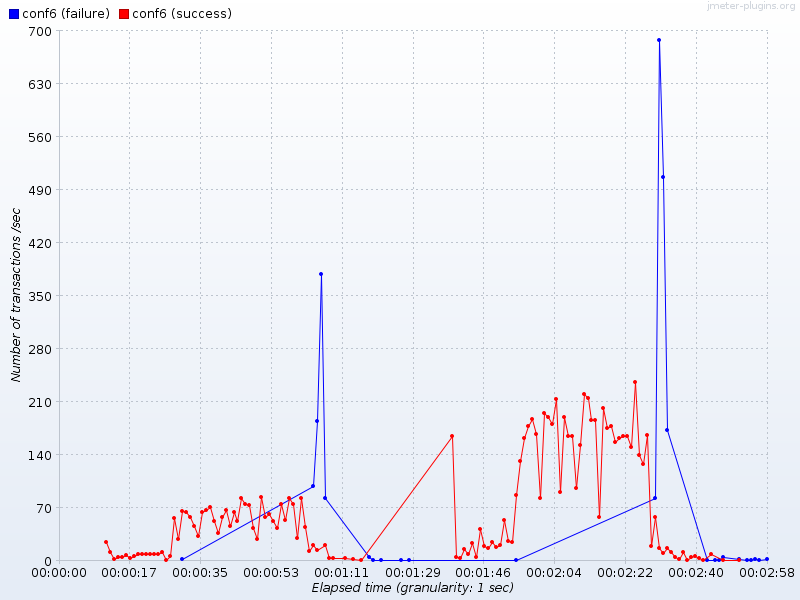 conf6 (failure) conf6 (success)
jmeter-plugins.org
700
630
560
490
420
350
280
210
140
70
0
Number of transactions /sec
00:00:00 00:00:17 00:00:35 00:00:53 00:01:11 00:01:29 00:01:46 00:02:04 00:02:22 00:02:40 00:02:58
Elapsed time (granularity: 1 sec)